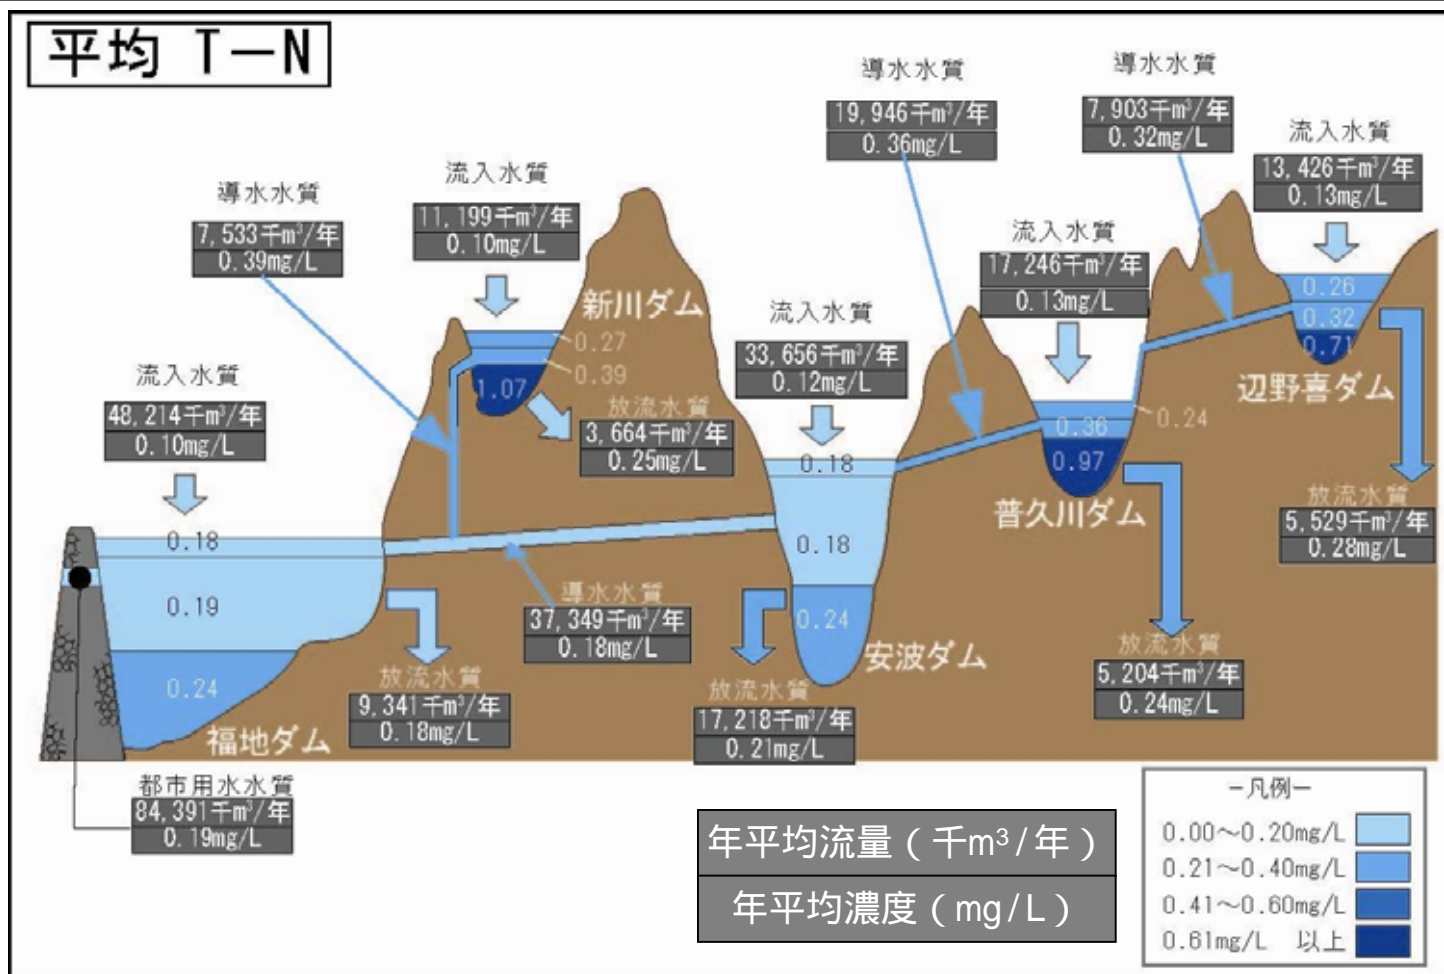 平均 T－N
導水水質
19,946千m³/年
0.36mg/L
導水水質
7,903千m³/年
0.32mg/L
流入水質
13,426千m³/年
0.13mg/L
流入水質
11,199千m³/年
0.10mg/L
導水水質
7,533千m³/年
0.39mg/L
流入水質
17,246千m³/年
0.13mg/L
新川ダム
0.27
0.39
1.07
放流水質
3,664千m³/年
0.25mg/L
流入水質
33,656千m³/年
0.12mg/L
流入水質
48,214千m³/年
0.10mg/L
0.26
0.32
0.71
辺野喜ダム
0.24
0.36
0.97
普久川ダム
放流水質
5,529千m³/年
0.28mg/L
0.18
0.18
0.24
安波ダム
0.18
0.19
0.24
福地ダム
導水水質
37,349千m³/年
0.18mg/L
放流水質
9,341千m³/年
0.18mg/L
放流水質
17,218千m³/年
0.21mg/L
放流水質
5,204千m³/年
0.24mg/L
都市用水水質
84,391千m³/年
0.19mg/L
年平均流量（千m³/年）
年平均濃度（mg/L）
－凡例－
0.00～0.20mg/L
0.21～0.40mg/L
0.41～0.60mg/L
0.61mg/L 以上